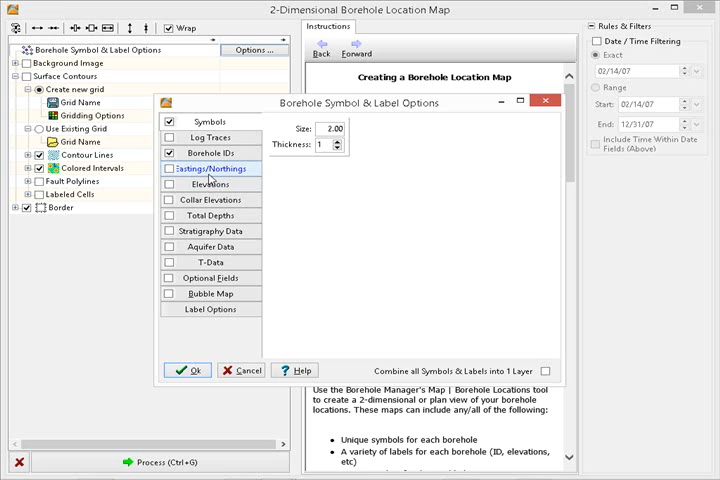 2-Dimensional Borehole Location Map
Wrap
Borehole Symbol & Label Options
Options ...
Background Image
Surface Contours
Create new grid
Grid Name
Gridding Options
Use Existing Grid
Grid Name
Contour Lines
Colored Intervals
Fault Polylines
Labeled Cells
Border
Process (Ctrl+G)
Instructions
Back
Forward
Creating a Borehole Location Map
Borehole Symbol & Label Options
Symbols
Log Traces
Borehole IDs
Eastings/Northings
Elevations
Collar Elevations
Total Depths
Stratigraphy Data
Aquifer Data
T-Data
Optional Fields
Bubble Map
Label Options
Size: 2.00
Thickness: 1
Ok
Cancel
Help
Combine all Symbols & Labels into 1 Layer
Use the Borehole Manager's Map | Borehole Locations tool
to create a 2-dimensional or plan view of your borehole
locations. These maps can include any/all of the following:
Unique symbols for each borehole
A variety of labels for each borehole (ID, elevations,
etc)
Rules & Filters
Date / Time Filtering
Exact
02/14/07
Range
Start: 02/14/07
End: 12/31/07
Include Time Within Date
Fields (Above)